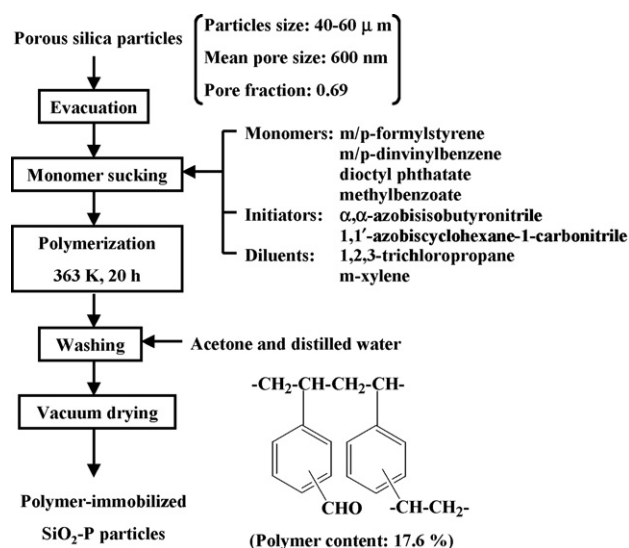 Porous silica particles
Particles size: 40-60 μ m
Mean pore size: 600 nm
Pore fraction: 0.69
Evacuation
Monomer sucking
Monomers: m/p-formylstyrene
m/p-dinvinylbenzene
dioctyl phthatate
methylbenzoate
Initiators: α,α-azobisisobutyronitrile
1,1′-azobiscyclohexane-1-carbonitrile
Diluents: 1,2,3-trichloropropane
m-xylene
Polymerization
363 K, 20 h
Washing
Acetone and distilled water
Vacuum drying
Polymer-immobilized
SiO₂-P particles
-CH₂-CH-CH₂-CH-
CHO
-CH-CH₂-
(Polymer content: 17.6 %)